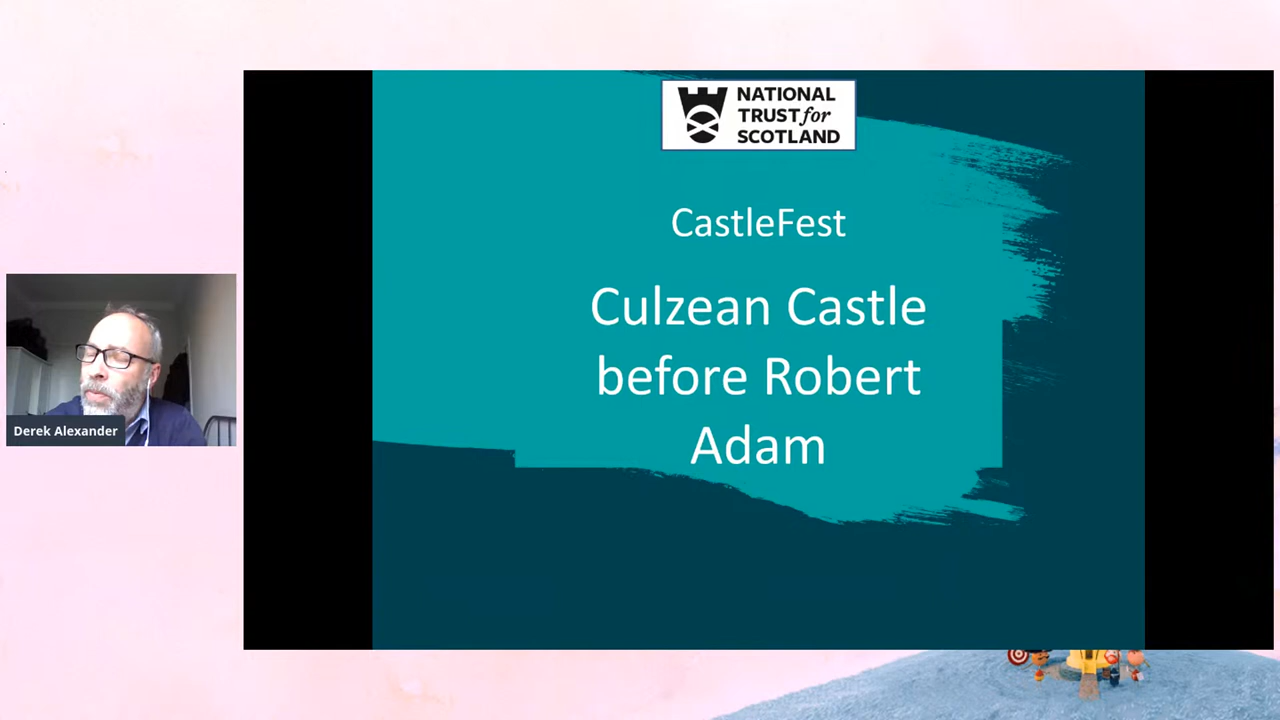 NATIONAL
TRUST for
SCOTLAND
CastleFest
Culzean Castle
before Robert
Adam
Derek Alexander